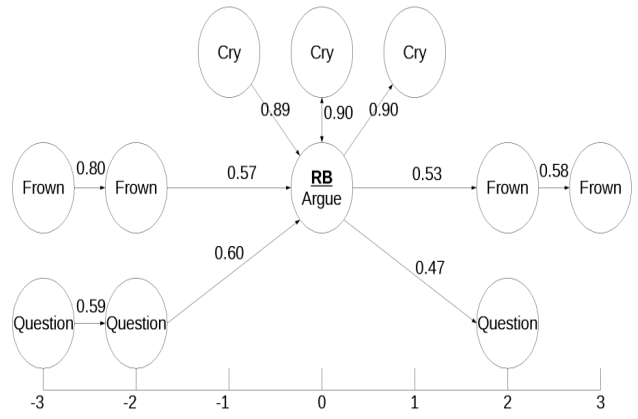 Cry
Cry
Cry
0.89
0.90
0.90
Frown
0.80
Frown
0.57
RB
Argue
0.53
Frown
0.58
Frown
0.60
0.47
Question
0.59
Question
Question
-3
-2
-1
0
1
2
3